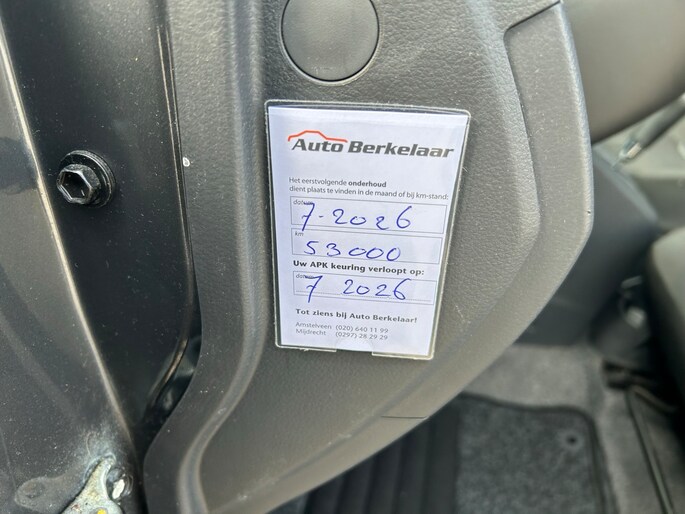 Auto Berkelaar
Het eerstvolgende onderhoud
dient plaats te vinden in de maand of bij km-stand:
datum
7-2026
km
53000
Uw APK keuring verloopt op:
datum
7 2026
Tot ziens bij Auto Berkelaar!
Amstelveen (020) 640 11 99
Mijdrecht (0297) 28 29 29